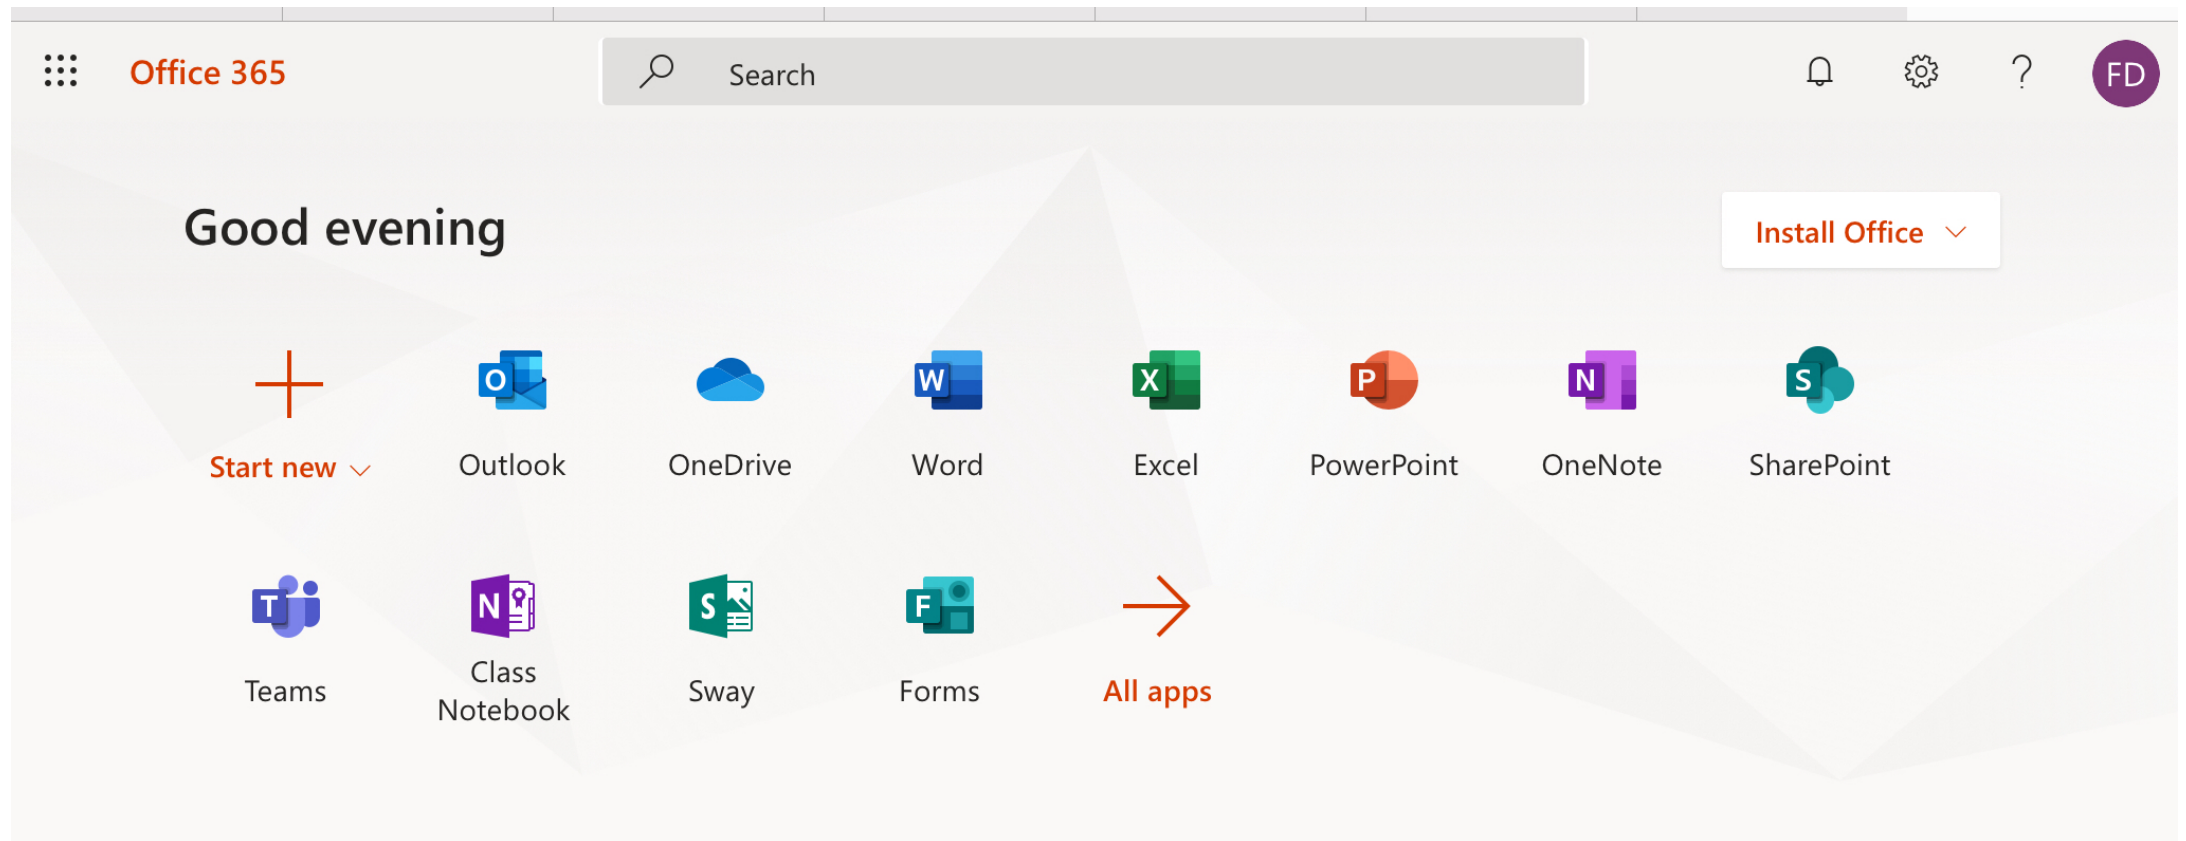 Office 365
Search
FD
Good evening
Install Office
Start new
Outlook
OneDrive
Word
Excel
PowerPoint
OneNote
SharePoint
Teams
Class
Notebook
Sway
Forms
All apps